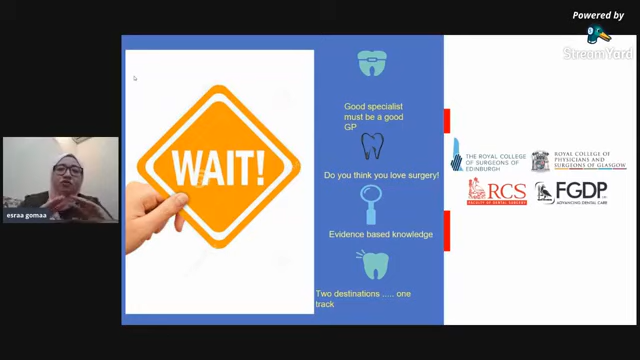 Powered by
StreamYard
WAIT!
Good specialist
must be a good
GP
Do you think you love surgery!
Evidence based knowledge
Two destinations ..... one
track
THE ROYAL COLLEGE
OF SURGEONS OF
EDINBURGH
ROYAL COLLEGE OF
PHYSICIANS AND
SURGEONS OF GLASGOW
RCS
FACULTY OF DENTAL SURGERY
FGDP
ADVANCING DENTAL CARE
esraa gomaa